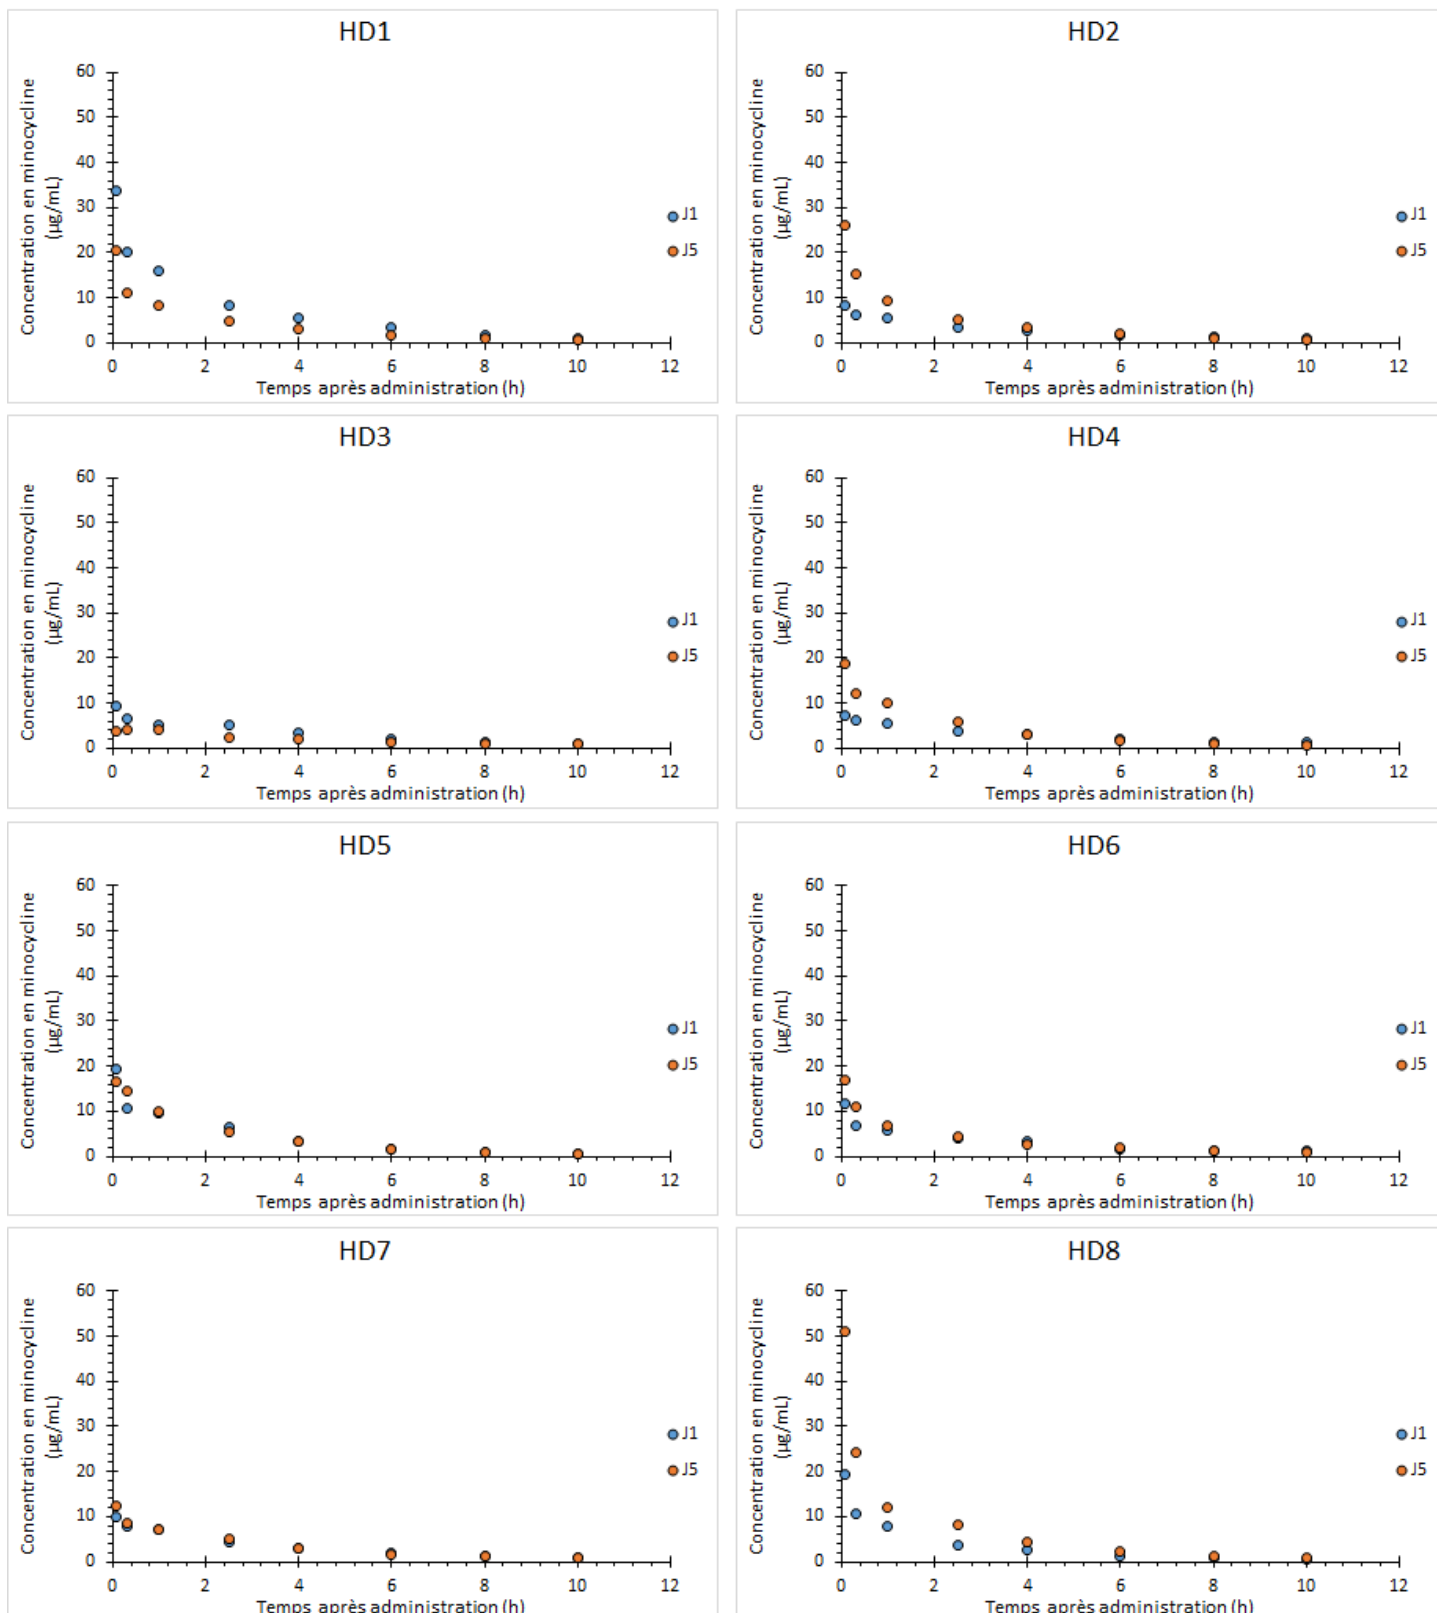 HD1
Concentration en minocycline
(µg/mL)
60
50
40
30
20
10
0
0 2 4 6 8 10 12
Temps après administration (h)
J1
J5
HD2
Concentration en minocycline
(µg/mL)
60
50
40
30
20
10
0
0 2 4 6 8 10 12
Temps après administration (h)
J1
J5
HD3
Concentration en minocycline
(µg/mL)
60
50
40
30
20
10
0
0 2 4 6 8 10 12
Temps après administration (h)
J1
J5
HD4
Concentration en minocycline
(µg/mL)
60
50
40
30
20
10
0
0 2 4 6 8 10 12
Temps après administration (h)
J1
J5
HD5
Concentration en minocycline
(µg/mL)
60
50
40
30
20
10
0
0 2 4 6 8 10 12
Temps après administration (h)
J1
J5
HD6
Concentration en minocycline
(µg/mL)
60
50
40
30
20
10
0
0 2 4 6 8 10 12
Temps après administration (h)
J1
J5
HD7
Concentration en minocycline
(µg/mL)
60
50
40
30
20
10
0
0 2 4 6 8 10 12
Temps après administration (h)
J1
J5
HD8
Concentration en minocycline
(µg/mL)
60
50
40
30
20
10
0
0 2 4 6 8 10 12
Temps après administration (h)
J1
J5